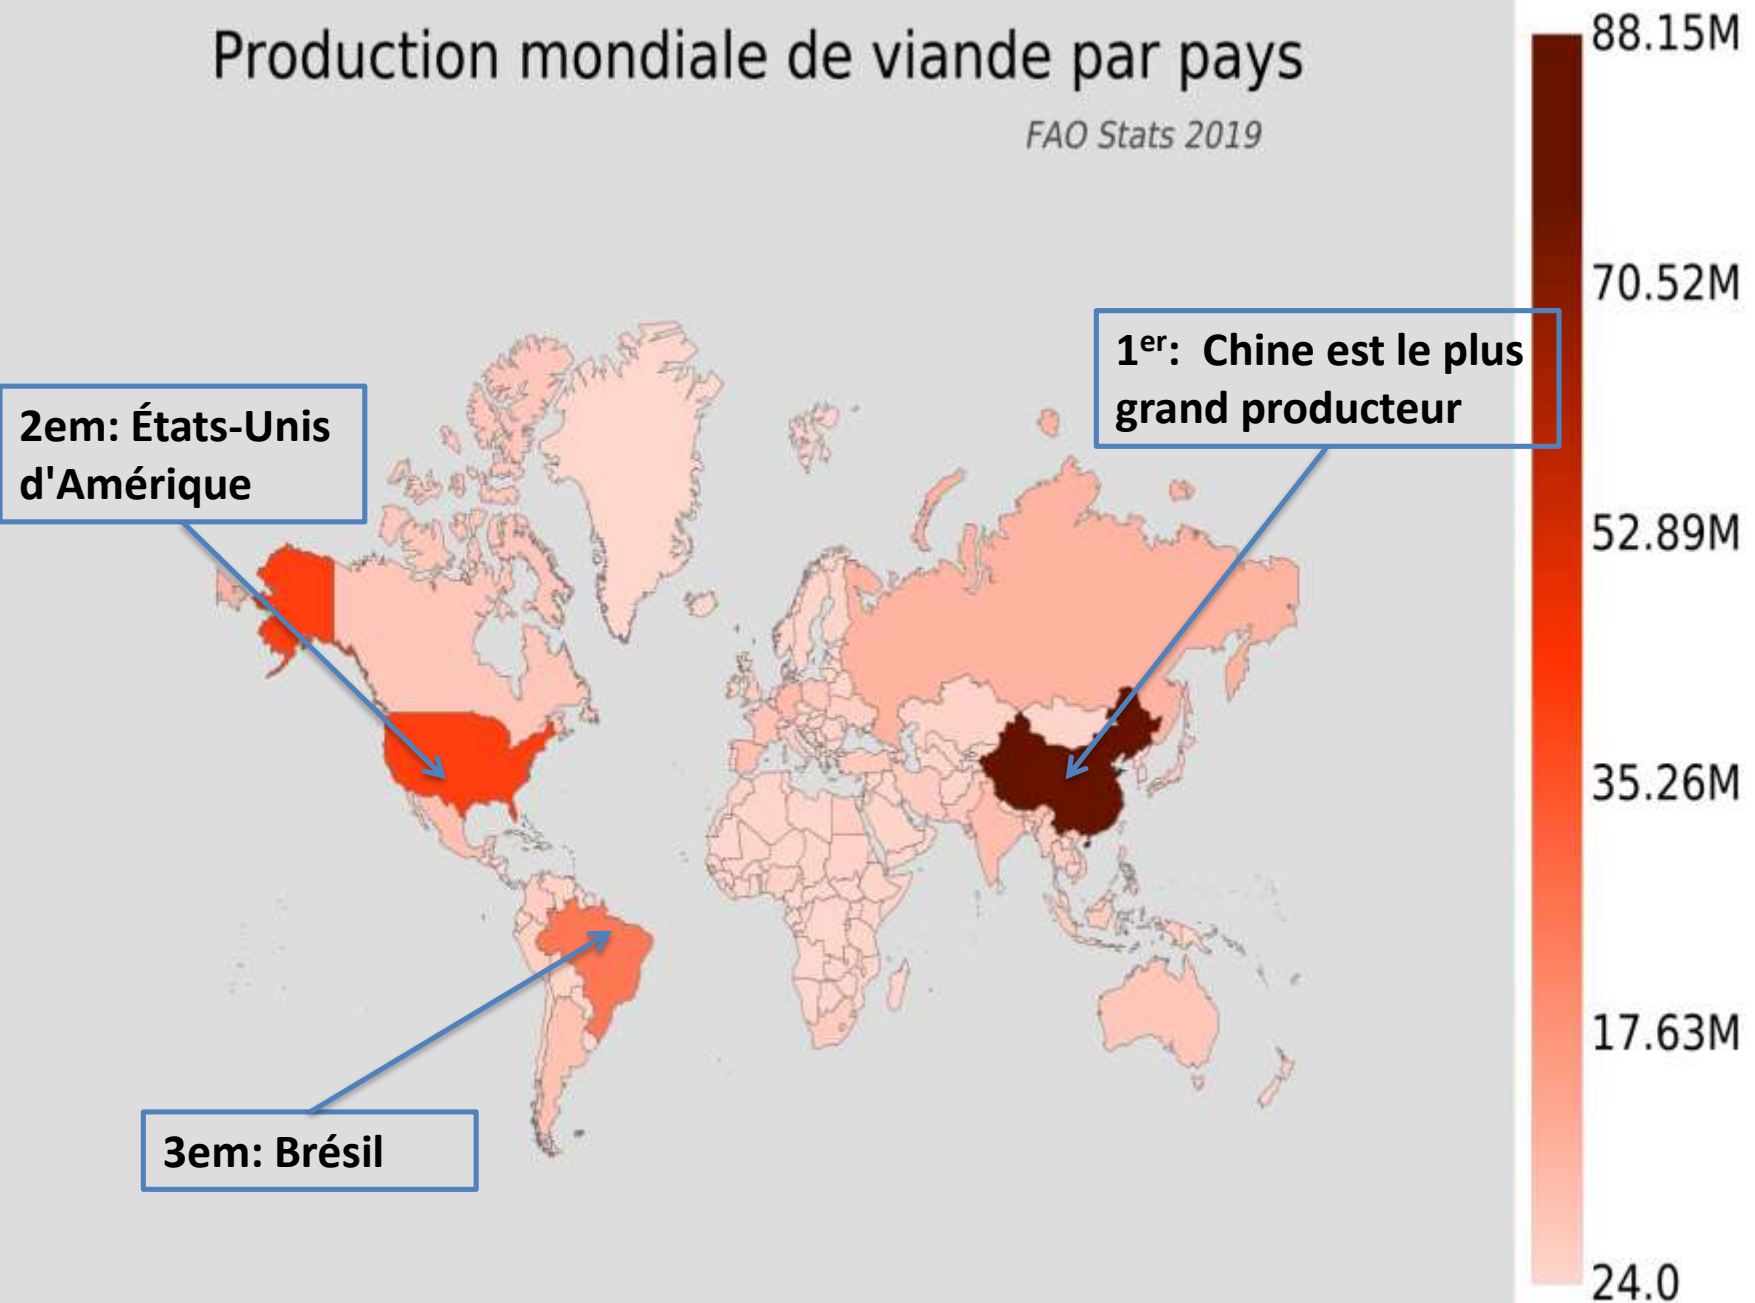 Production mondiale de viande par pays
FAO Stats 2019
1er: Chine est le plus
grand producteur
2em: États-Unis
d'Amérique
3em: Brésil
88.15M
70.52M
52.89M
35.26M
17.63M
24.0